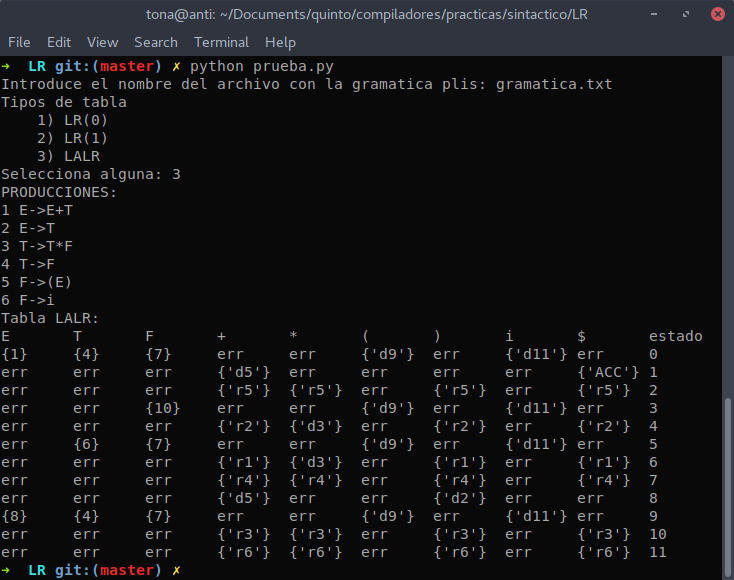 tona@anti: ~/Documents/quinto/compiladores/practicas/sintactico/LR
File Edit View Search Terminal Help
➜ LR git:(master) ✗ python prueba.py
Introduce el nombre del archivo con la gramatica plis: gramatica.txt
Tipos de tabla
    1) LR(0)
    2) LR(1)
    3) LALR
Selecciona alguna: 3
PRODUCCIONES:
1 E->E+T
2 E->T
3 T->T*F
4 T->F
5 F->(E)
6 F->i
Tabla LALR:
E       T       F       +       *       (       )       i       $       estado
{1}     {4}     {7}     err     err     {'d9'}  err     {'d11'} err     0
err     err     err     {'d5'}  err     err     err     err     {'ACC'} 1
err     err     err     {'r5'}  {'r5'}  err     {'r5'}  err     {'r5'}  2
err     err     {10}    err     err     {'d9'}  err     {'d11'} err     3
err     err     err     {'r2'}  {'d3'}  err     {'r2'}  err     {'r2'}  4
err     {6}     {7}     err     err     {'d9'}  err     {'d11'} err     5
err     err     err     {'r1'}  {'d3'}  err     {'r1'}  err     {'r1'}  6
err     err     err     {'r4'}  {'r4'}  err     {'r4'}  err     {'r4'}  7
err     err     err     {'d5'}  err     err     {'d2'}  err     err     8
{8}     {4}     {7}     err     err     {'d9'}  err     {'d11'} err     9
err     err     err     {'r3'}  {'r3'}  err     {'r3'}  err     {'r3'}  10
err     err     err     {'r6'}  {'r6'}  err     {'r6'}  err     {'r6'}  11
➜ LR git:(master) ✗